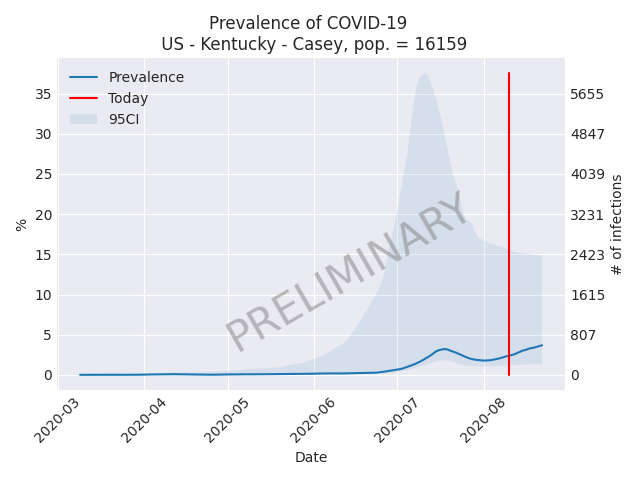 Prevalence of COVID-19
US - Kentucky - Casey, pop. = 16159
Prevalence
Today
95CI
PRELIMINARY
%
35
30
25
20
15
10
5
0
5655
4847
4039
3231
2423
1615
807
0
# of infections
2020-03
2020-04
2020-05
2020-06
2020-07
2020-08
Date